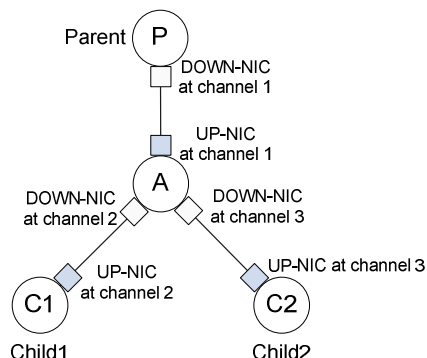 Parent
P
DOWN-NIC
at channel 1
UP-NIC
at channel 1
A
DOWN-NIC
at channel 2
DOWN-NIC
at channel 3
UP-NIC
at channel 2
UP-NIC at channel 3
C1
C2
Child1
Child2